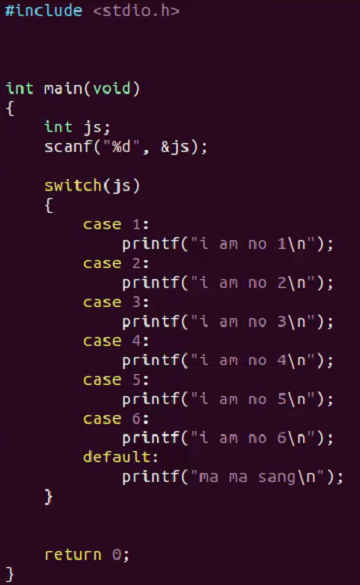 #include <stdio.h>
int main(void)
{
    int js;
    scanf("%d", &js);
    switch(js)
    {
        case 1:
            printf("i am no 1\n");
        case 2:
            printf("i am no 2\n");
        case 3:
            printf("i am no 3\n");
        case 4:
            printf("i am no 4\n");
        case 5:
            printf("i am no 5\n");
        case 6:
            printf("i am no 6\n");
        default:
            printf("ma ma sang\n");
    }
    return 0;
}